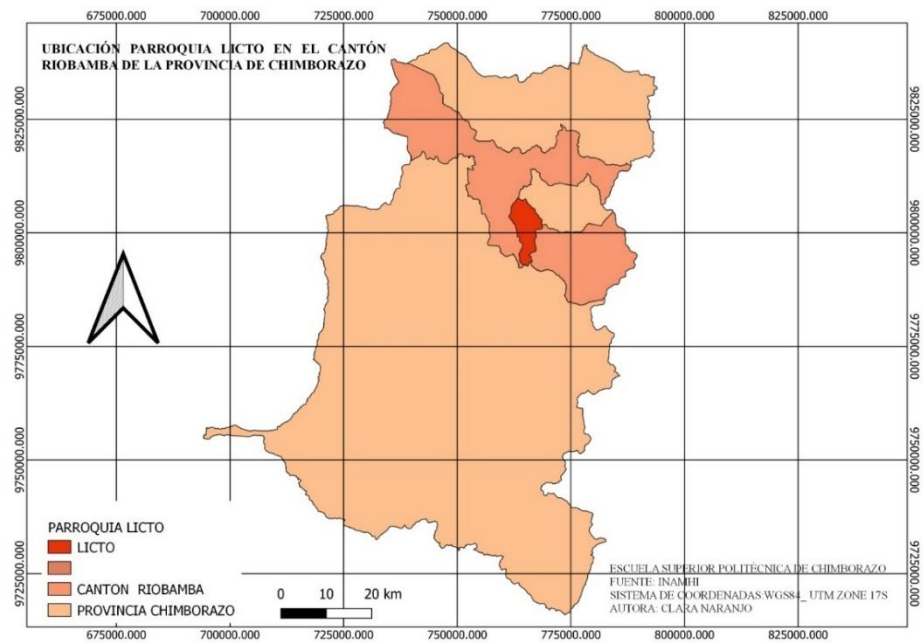 675000.000 700000.000 725000.000 750000.000 775000.000 800000.000 825000.000
UBICACIÓN PARROQUIA LICTO EN EL CANTÓN
RIOBAMBA DE LA PROVINCIA DE CHIMBORAZO
9825000.000 9825000.000
9800000.000 9800000.000
9775000.000 9775000.000
9750000.000 9750000.000
9725000.000 9725000.000
PARROQUIA LICTO
LICTO
CANTON RIOBAMBA
PROVINCIA CHIMBORAZO
0 10 20 km
ESCUELA SUPERIOR POLITÉCNICA DE CHIMBORAZO
FUENTE: INAMHI
SISTEMA DE COORDENADAS WGS84_ UTM ZONE 17S
AUTORA: CLARA NARANJO
675000.000 700000.000 725000.000 750000.000 775000.000 800000.000 825000.000